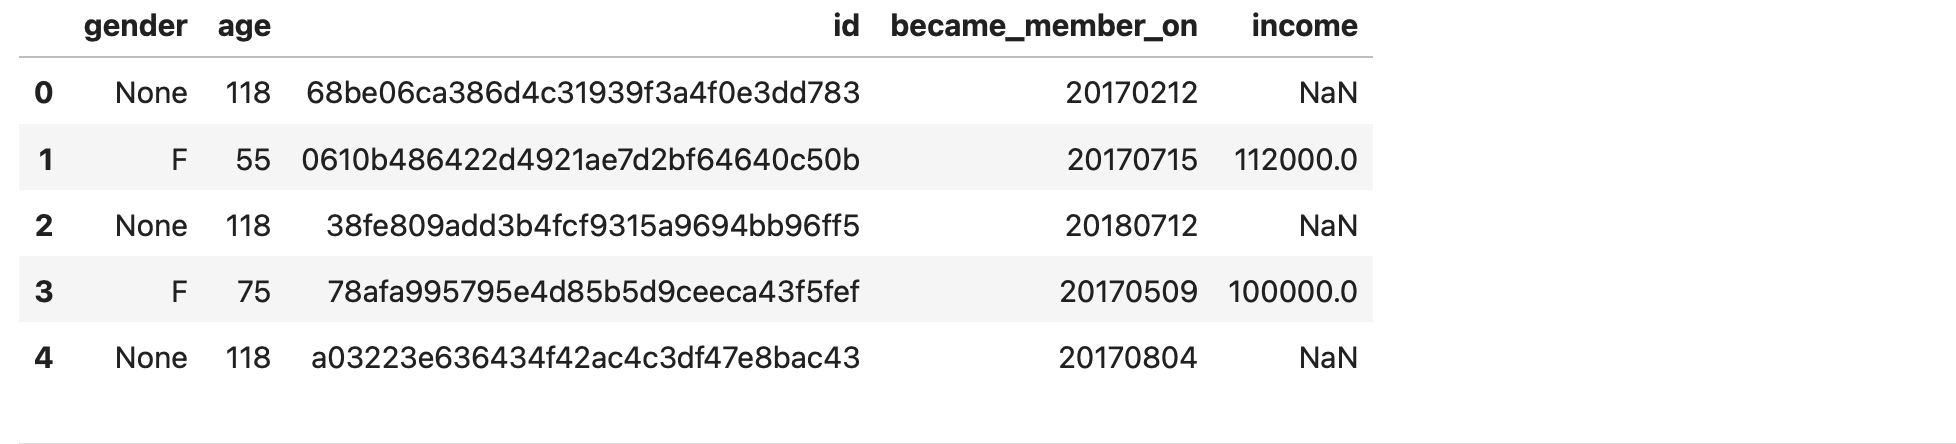 gender age id became_member_on income
0 None 118 68be06ca386d4c31939f3a4f0e3dd783 20170212 NaN
1 F 55 0610b486422d4921ae7d2bf64640c50b 20170715 112000.0
2 None 118 38fe809add3b4fcf9315a9694bb96ff5 20180712 NaN
3 F 75 78afa995795e4d85b5d9ceeca43f5fef 20170509 100000.0
4 None 118 a03223e636434f42ac4c3df47e8bac43 20170804 NaN